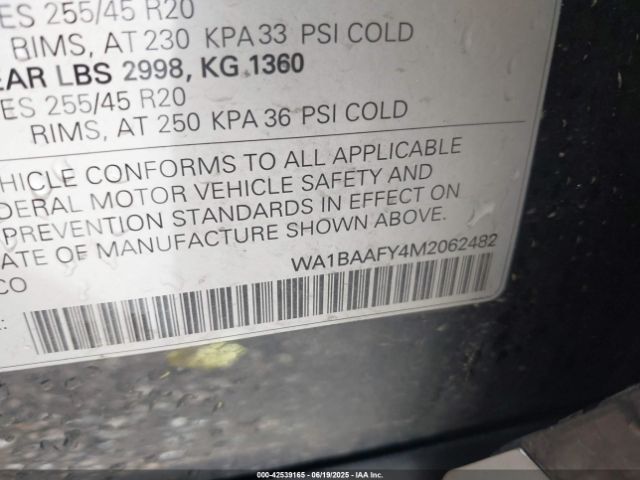 ES 255/45 R20
RIMS, AT 230 KPA 33 PSI COLD
EAR LBS 2998, KG 1360
ES 255/45 R20
RIMS, AT 250 KPA 36 PSI COLD
HICLE CONFORMS TO ALL APPLICABLE
DERAL MOTOR VEHICLE SAFETY AND
PREVENTION STANDARDS IN EFFECT ON
ATE OF MANUFACTURE SHOWN ABOVE.
CO WA1BAAFY4M2062482
000-42539165 - 06/19/2025 - IAA Inc.